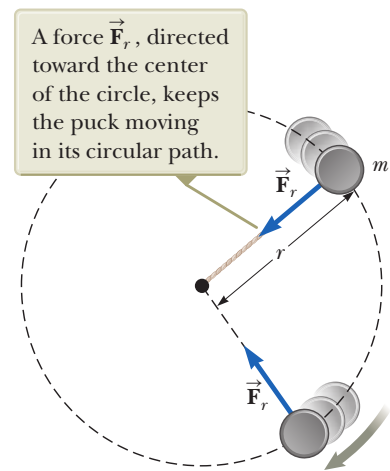 A force F⃗ᵣ, directed
toward the center
of the circle, keeps
the puck moving
in its circular path.
m
F⃗ᵣ
r
F⃗ᵣ